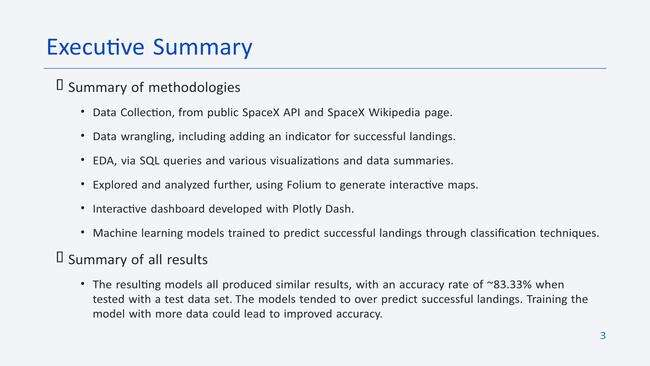 Executive Summary
▯ Summary of methodologies
• Data Collection, from public SpaceX API and SpaceX Wikipedia page.
• Data wrangling, including adding an indicator for successful landings.
• EDA, via SQL queries and various visualizations and data summaries.
• Explored and analyzed further, using Folium to generate interactive maps.
• Interactive dashboard developed with Plotly Dash.
• Machine learning models trained to predict successful landings through classification techniques.
▯ Summary of all results
• The resulting models all produced similar results, with an accuracy rate of ~83.33% when
tested with a test data set. The models tended to over predict successful landings. Training the
model with more data could lead to improved accuracy.
3